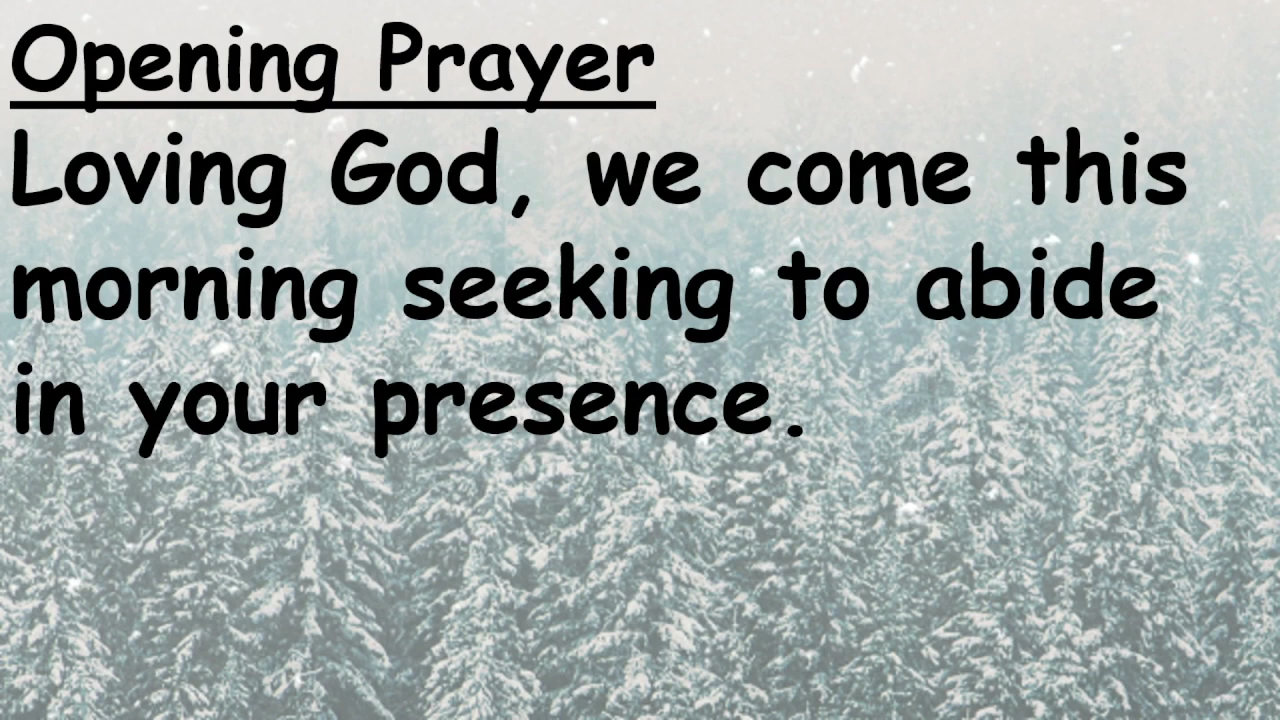 Opening Prayer
Loving God, we come this
morning seeking to abide
in your presence.